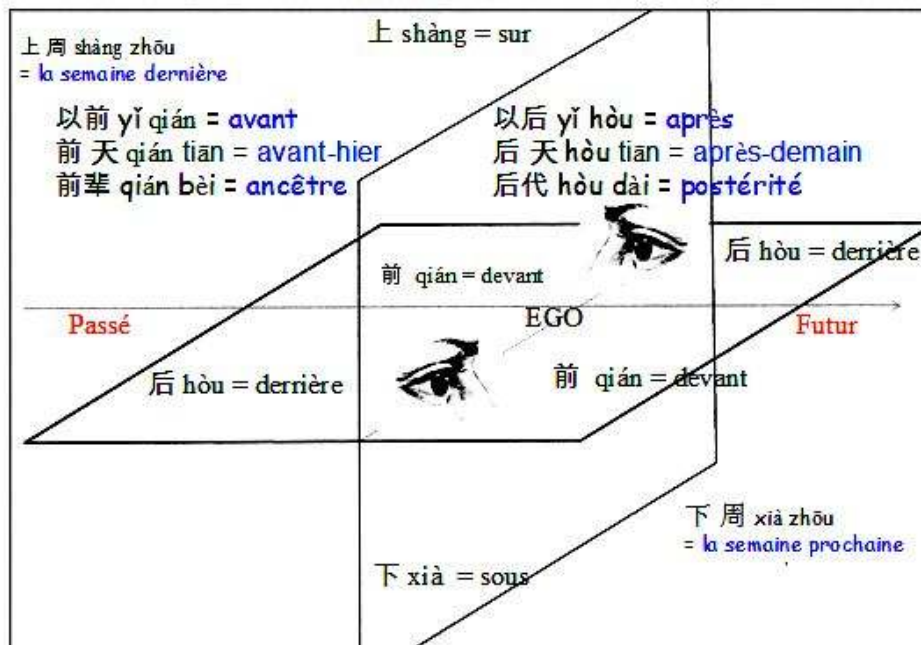 上 周 shàng zhōu
= la semaine dernière
上 shàng = sur
以前 yǐ qián = avant
前 天 qián tiān = avant-hier
前辈 qián bèi = ancêtre
以后 yǐ hòu = après
后 天 hòu tiān = après-demain
后代 hòu dài = postérité
前 qián = devant
后 hòu = derrière
Passé
EGO
Futur
后 hòu = derrière
前 qián = devant
下 周 xià zhōu
= la semaine prochaine
下 xià = sous